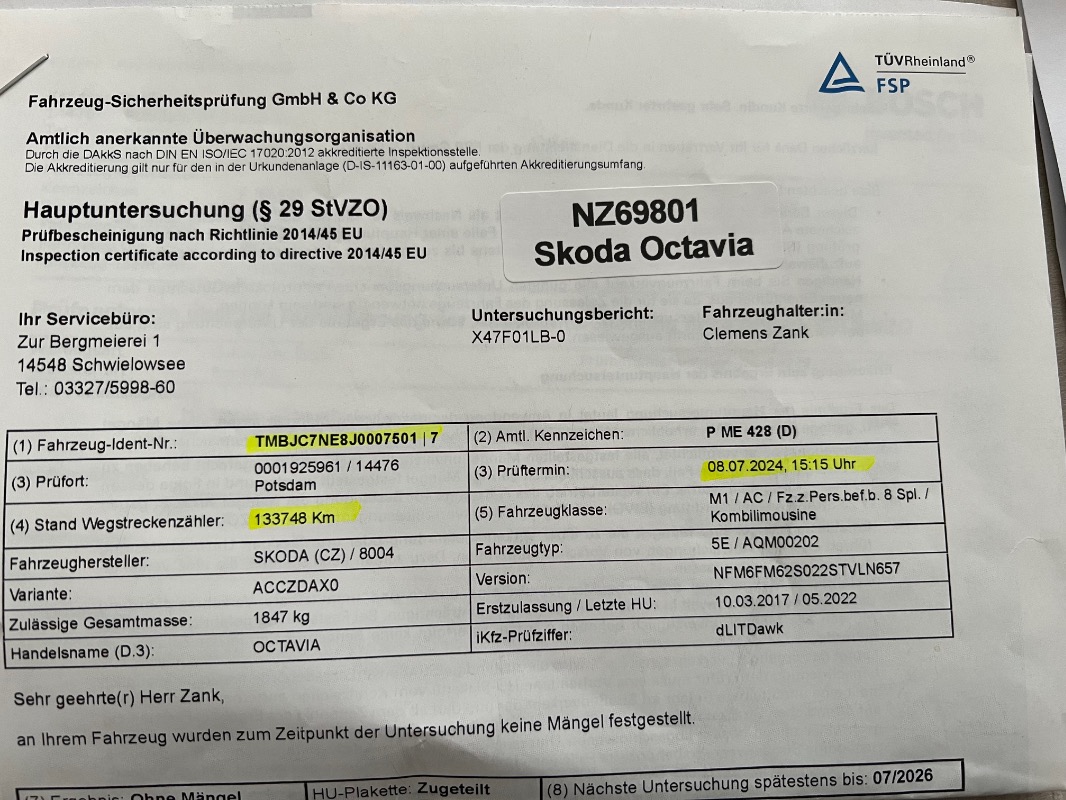 TÜVRheinland®
FSP
Fahrzeug-Sicherheitsprüfung GmbH & Co KG
Amtlich anerkannte Überwachungsorganisation
Durch die DAkkS nach DIN EN ISO/IEC 17020:2012 akkreditierte Inspektionsstelle.
Die Akkreditierung gilt nur für den in der Urkundenanlage (D-IS-11163-01-00) aufgeführten Akkreditierungsumfang.
Hauptuntersuchung (§ 29 StVZO)
Prüfbescheinigung nach Richtlinie 2014/45 EU
Inspection certificate according to directive 2014/45 EU
NZ69801
Skoda Octavia
Ihr Servicebüro:
Zur Bergmeierei 1
14548 Schwielowsee
Tel.: 03327/5998-60
Untersuchungsbericht:
X47F01LB-0
Fahrzeughalter:in:
Clemens Zank
(1) Fahrzeug-Ident-Nr.: TMBJC7NE8J0007501 | 7 (2) Amtl. Kennzeichen: P ME 428 (D)
(3) Prüfort: 0001925961 / 14476 Potsdam (3) Prüftermin: 08.07.2024, 15:15 Uhr
(4) Stand Wegstreckenzähler: 133748 Km (5) Fahrzeugklasse: M1 / AC / Fz.z.Pers.bef.b. 8 Spl. / Kombilimousine
Fahrzeughersteller: SKODA (CZ) / 8004 Fahrzeugtyp: 5E / AQM00202
Variante: ACCZDAX0 Version: NFM6FM62S022STVLN657
Zulässige Gesamtmasse: 1847 kg Erstzulassung / Letzte HU: 10.03.2017 / 05.2022
Handelsname (D.3): OCTAVIA iKfz-Prüfziffer: dLITDawk
Sehr geehrte(r) Herr Zank,
an Ihrem Fahrzeug wurden zum Zeitpunkt der Untersuchung keine Mängel festgestellt.
(7) Ergebnis: Ohne Mängel HU-Plakette: Zugeteilt (8) Nächste Untersuchung spätestens bis: 07/2026